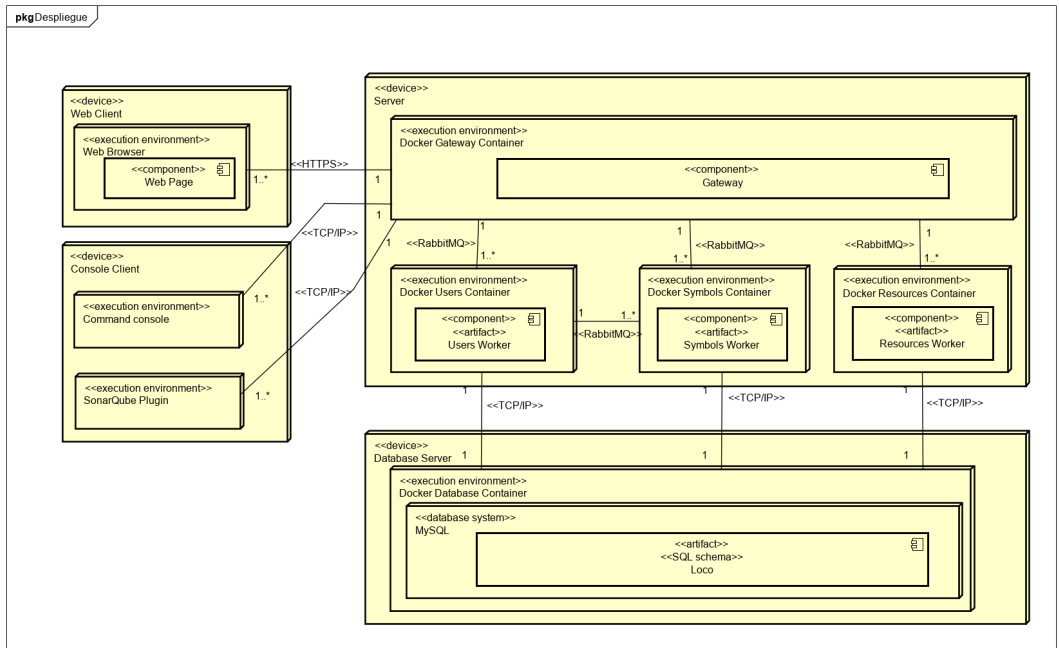 pkg Despliegue
<<device>>
Web Client
<<execution environment>>
Web Browser
<<component>>
Web Page
<<HTTPS>>
1..*
1
<<device>>
Server
<<execution environment>>
Docker Gateway Container
<<component>>
Gateway
<<device>>
Console Client
<<execution environment>>
Command console
1..*
<<TCP/IP>>
1
<<execution environment>>
SonarQube Plugin
1..*
<<TCP/IP>>
1
1
<<RabbitMQ>>
1..*
1
<<RabbitMQ>>
1..*
1
<<RabbitMQ>>
1..*
<<execution environment>>
Docker Users Container
<<component>>
<<artifact>>
Users Worker
1
1..*
<<RabbitMQ>>
<<execution environment>>
Docker Symbols Container
<<component>>
<<artifact>>
Symbols Worker
<<execution environment>>
Docker Resources Container
<<component>>
<<artifact>>
Resources Worker
1
<<TCP/IP>>
1
1
<<TCP/IP>>
1
1
<<TCP/IP>>
1
<<device>>
Database Server
<<execution environment>>
Docker Database Container
<<database system>>
MySQL
<<artifact>>
<<SQL schema>>
Loco